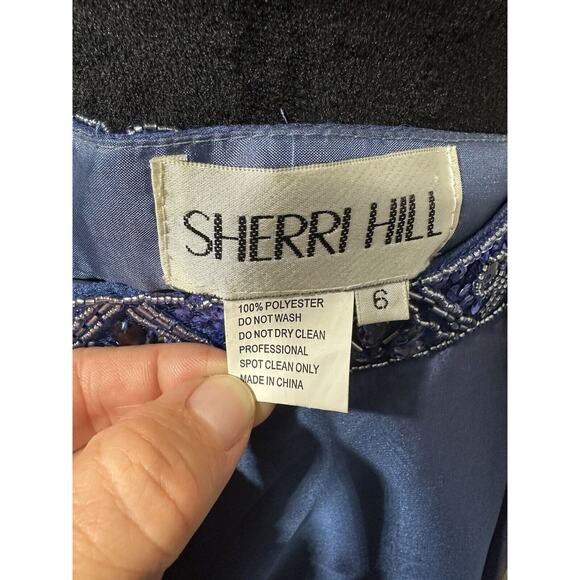 SHERRI HILL
6
100% POLYESTER
DO NOT WASH
DO NOT DRY CLEAN
PROFESSIONAL
SPOT CLEAN ONLY
MADE IN CHINA